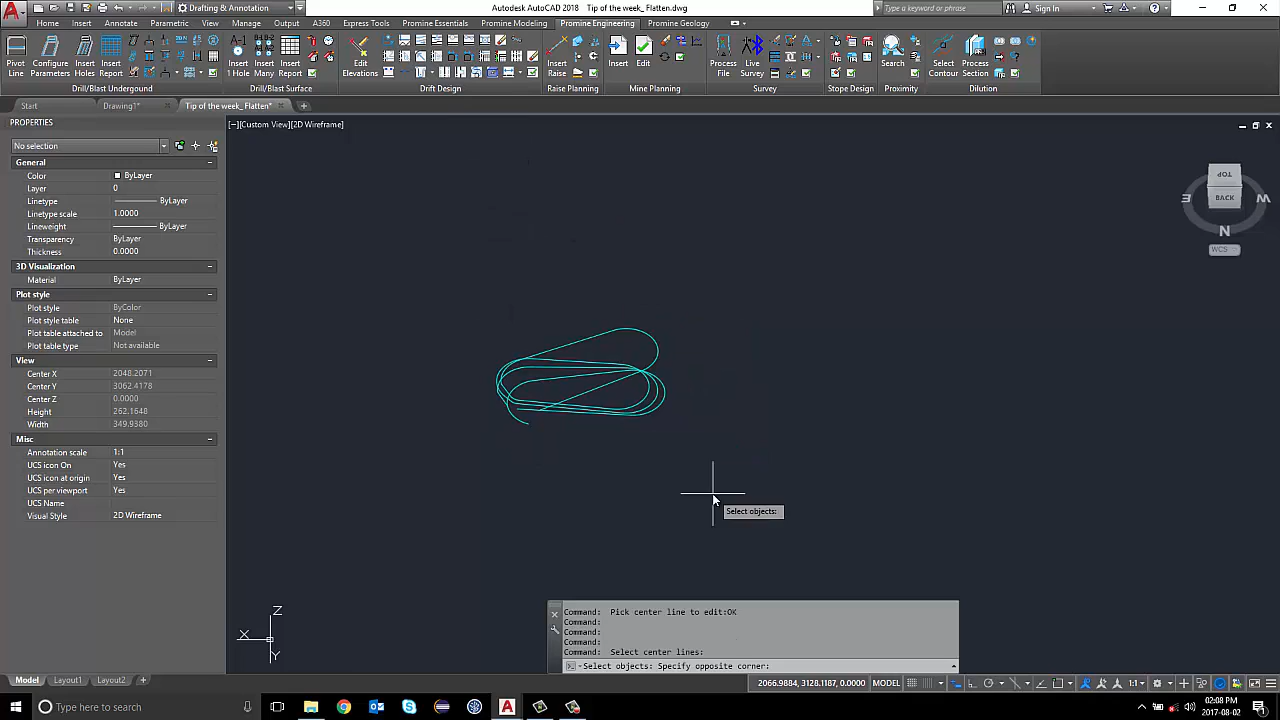 Drafting & Annotation
Autodesk AutoCAD 2018   Tip of the week_ Flatten.dwg
Type a keyword or phrase
Sign In
Home Insert Annotate Parametric View Manage Output A360 Express Tools Promine Essentials Promine Modeling Promine Engineering Promine Geology
Pivot Line
Configure Parameters
Insert Holes
Insert Report
Insert 1 Hole
Insert Many
Insert Report
Edit Elevations
Insert Raise
Insert
Edit
Process File
Live Survey
Search
Select Contour
Process Section
Drill/Blast Underground
Drill/Blast Surface
Drift Design
Raise Planning
Mine Planning
Survey
Stope Design
Proximity
Dilution
Start
Drawing1*
Tip of the week_ Flatten*
PROPERTIES
[−][Custom View][2D Wireframe]
No selection
General
Color ByLayer
Layer 0
Linetype ByLayer
Linetype scale 1.0000
Lineweight ByLayer
Transparency ByLayer
Thickness 0.0000
3D Visualization
Material ByLayer
Plot style
Plot style ByColor
Plot style table None
Plot table attached to Model
Plot table type Not available
View
Center X 2048.2071
Center Y 3062.4178
Center Z 0.0000
Height 262.1648
Width 349.9380
Misc
Annotation scale 1:1
UCS icon On Yes
UCS icon at origin Yes
UCS per viewport Yes
UCS Name
Visual Style 2D Wireframe
TOP
BACK
E
W
N
WCS
Select objects:
Z
X
Y
Command: Pick center line to edit:OK
Command:
Command:
Command:
Command: Select center lines:
Select objects: Specify opposite corner:
Model Layout1 Layout2
2066.9884, 3128.1187, 0.0000 MODEL
1:1
Type here to search
02:08 PM
2017-08-02